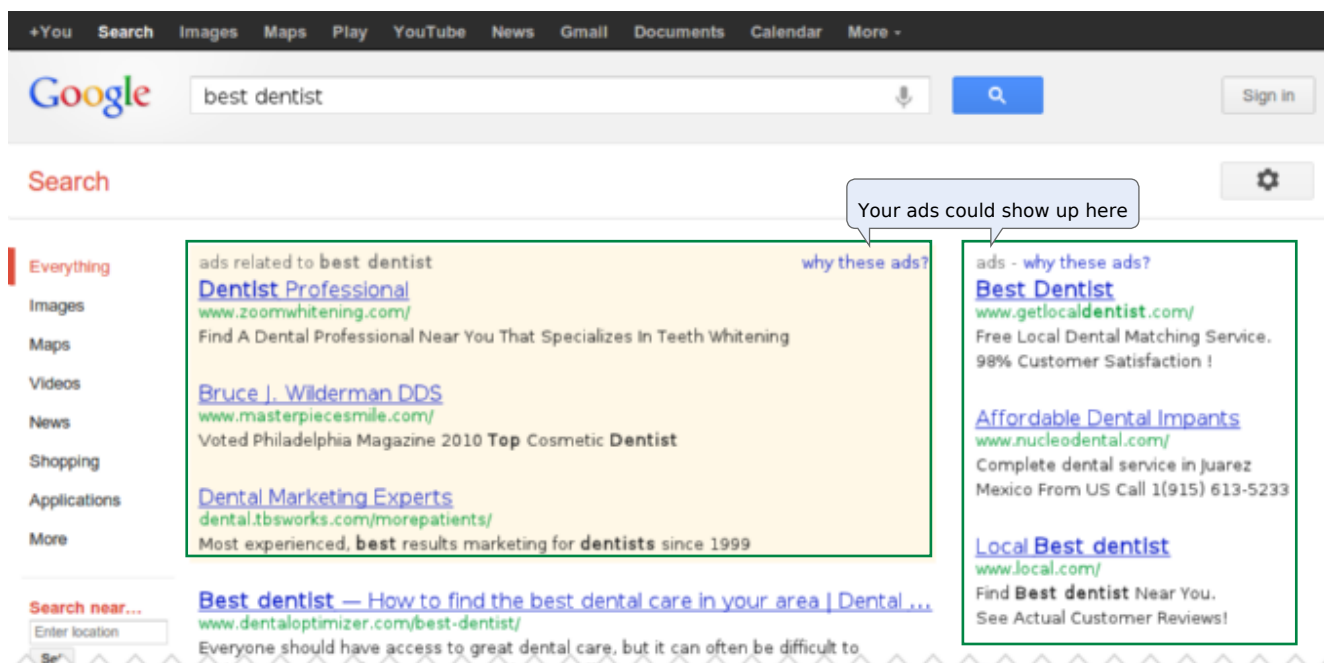 +You Search Images Maps Play YouTube News Gmail Documents Calendar More
Google best dentist Sign in
Search
Your ads could show up here
Everything
Images
Maps
Videos
News
Shopping
Applications
More
Search near...
Enter location
Set
ads related to best dentist why these ads?
Dentist Professional
www.zoomwhitening.com/
Find A Dental Professional Near You That Specializes In Teeth Whitening
Bruce J. Wilderman DDS
www.masterpiecesmile.com/
Voted Philadelphia Magazine 2010 Top Cosmetic Dentist
Dental Marketing Experts
dental.tbsworks.com/morepatients/
Most experienced, best results marketing for dentists since 1999
Best dentist — How to find the best dental care in your area | Dental ...
www.dentaloptimizer.com/best-dentist/
Everyone should have access to great dental care, but it can often be difficult to
ads - why these ads?
Best Dentist
www.getlocaldentist.com/
Free Local Dental Matching Service.
98% Customer Satisfaction !
Affordable Dental Impants
www.nucleodental.com/
Complete dental service in Juarez
Mexico From US Call 1(915) 613-5233
Local Best dentist
www.local.com/
Find Best dentist Near You.
See Actual Customer Reviews!